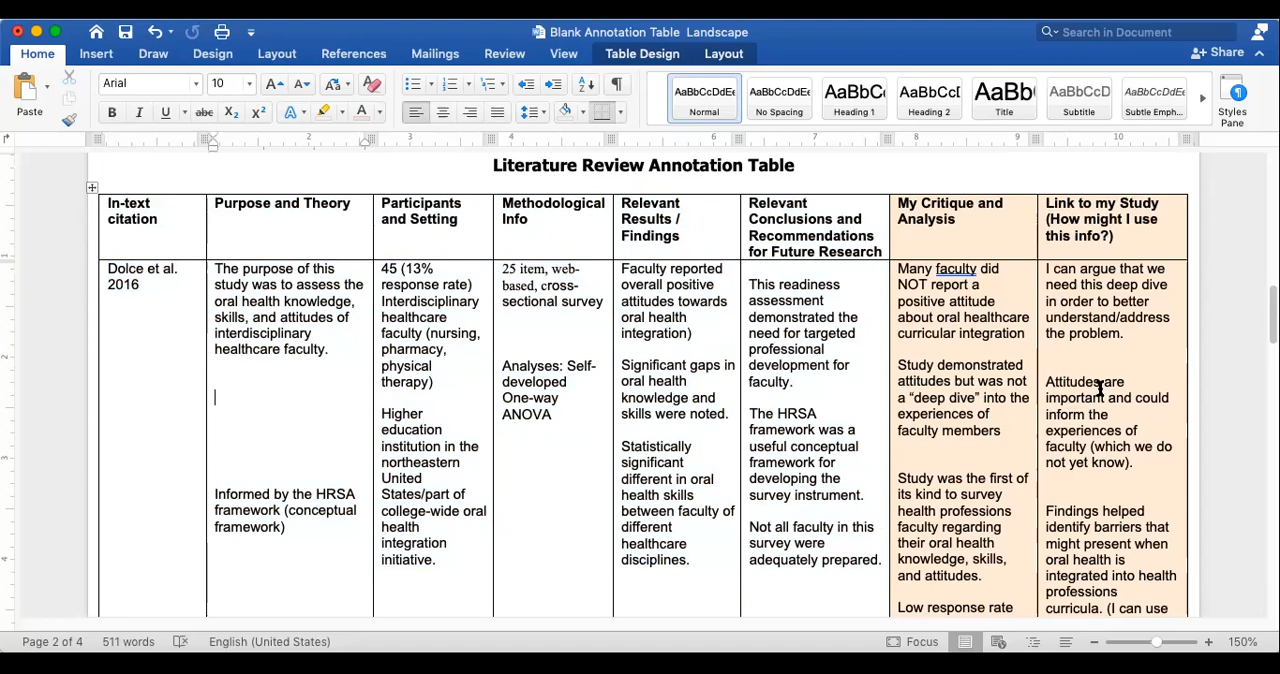 Blank Annotation Table Landscape
Search in Document
Home Insert Draw Design Layout References Mailings Review View Table Design Layout
Share
Paste
Arial
10
A A Aa A
B I U abc X2 X2 A A
AaBbCcDdEe
Normal
AaBbCcDdEe
No Spacing
AaBbC
Heading 1
AaBbCcD
Heading 2
AaBb(
Title
AaBbCcD
Subtitle
AaBbCcDdEe
Subtle Emph...
Styles
Pane
2 3 4 6 7 8 9 10
Literature Review Annotation Table
In-text
citation
Purpose and Theory
Participants
and Setting
Methodological
Info
Relevant
Results /
Findings
Relevant
Conclusions and
Recommendations
for Future Research
My Critique and
Analysis
Link to my Study
(How might I use
this info?)
Dolce et al.
2016
The purpose of this
study was to assess the
oral health knowledge,
skills, and attitudes of
interdisciplinary
healthcare faculty.
Informed by the HRSA
framework (conceptual
framework)
45 (13%
response rate)
Interdisciplinary
healthcare
faculty (nursing,
pharmacy,
physical
therapy)
Higher
education
institution in the
northeastern
United
States/part of
college-wide oral
health
integration
initiative.
25 item, web-
based, cross-
sectional survey
Analyses: Self-
developed
One-way
ANOVA
Faculty reported
overall positive
attitudes towards
oral health
integration)
Significant gaps in
oral health
knowledge and
skills were noted.
Statistically
significant
different in oral
health skills
between faculty of
different
healthcare
disciplines.
This readiness
assessment
demonstrated the
need for targeted
professional
development for
faculty.
The HRSA
framework was a
useful conceptual
framework for
developing the
survey instrument.
Not all faculty in this
survey were
adequately prepared.
Many faculty did
NOT report a
positive attitude
about oral healthcare
curricular integration
Study demonstrated
attitudes but was not
a “deep dive” into the
experiences of
faculty members
Study was the first of
its kind to survey
health professions
faculty regarding
their oral health
knowledge, skills,
and attitudes.
Low response rate
I can argue that we
need this deep dive
in order to better
understand/address
the problem.
Attitudes are
important and could
inform the
experiences of
faculty (which we do
not yet know).
Findings helped
identify barriers that
might present when
oral health is
integrated into health
professions
curricula. (I can use
Page 2 of 4
511 words
English (United States)
Focus
150%